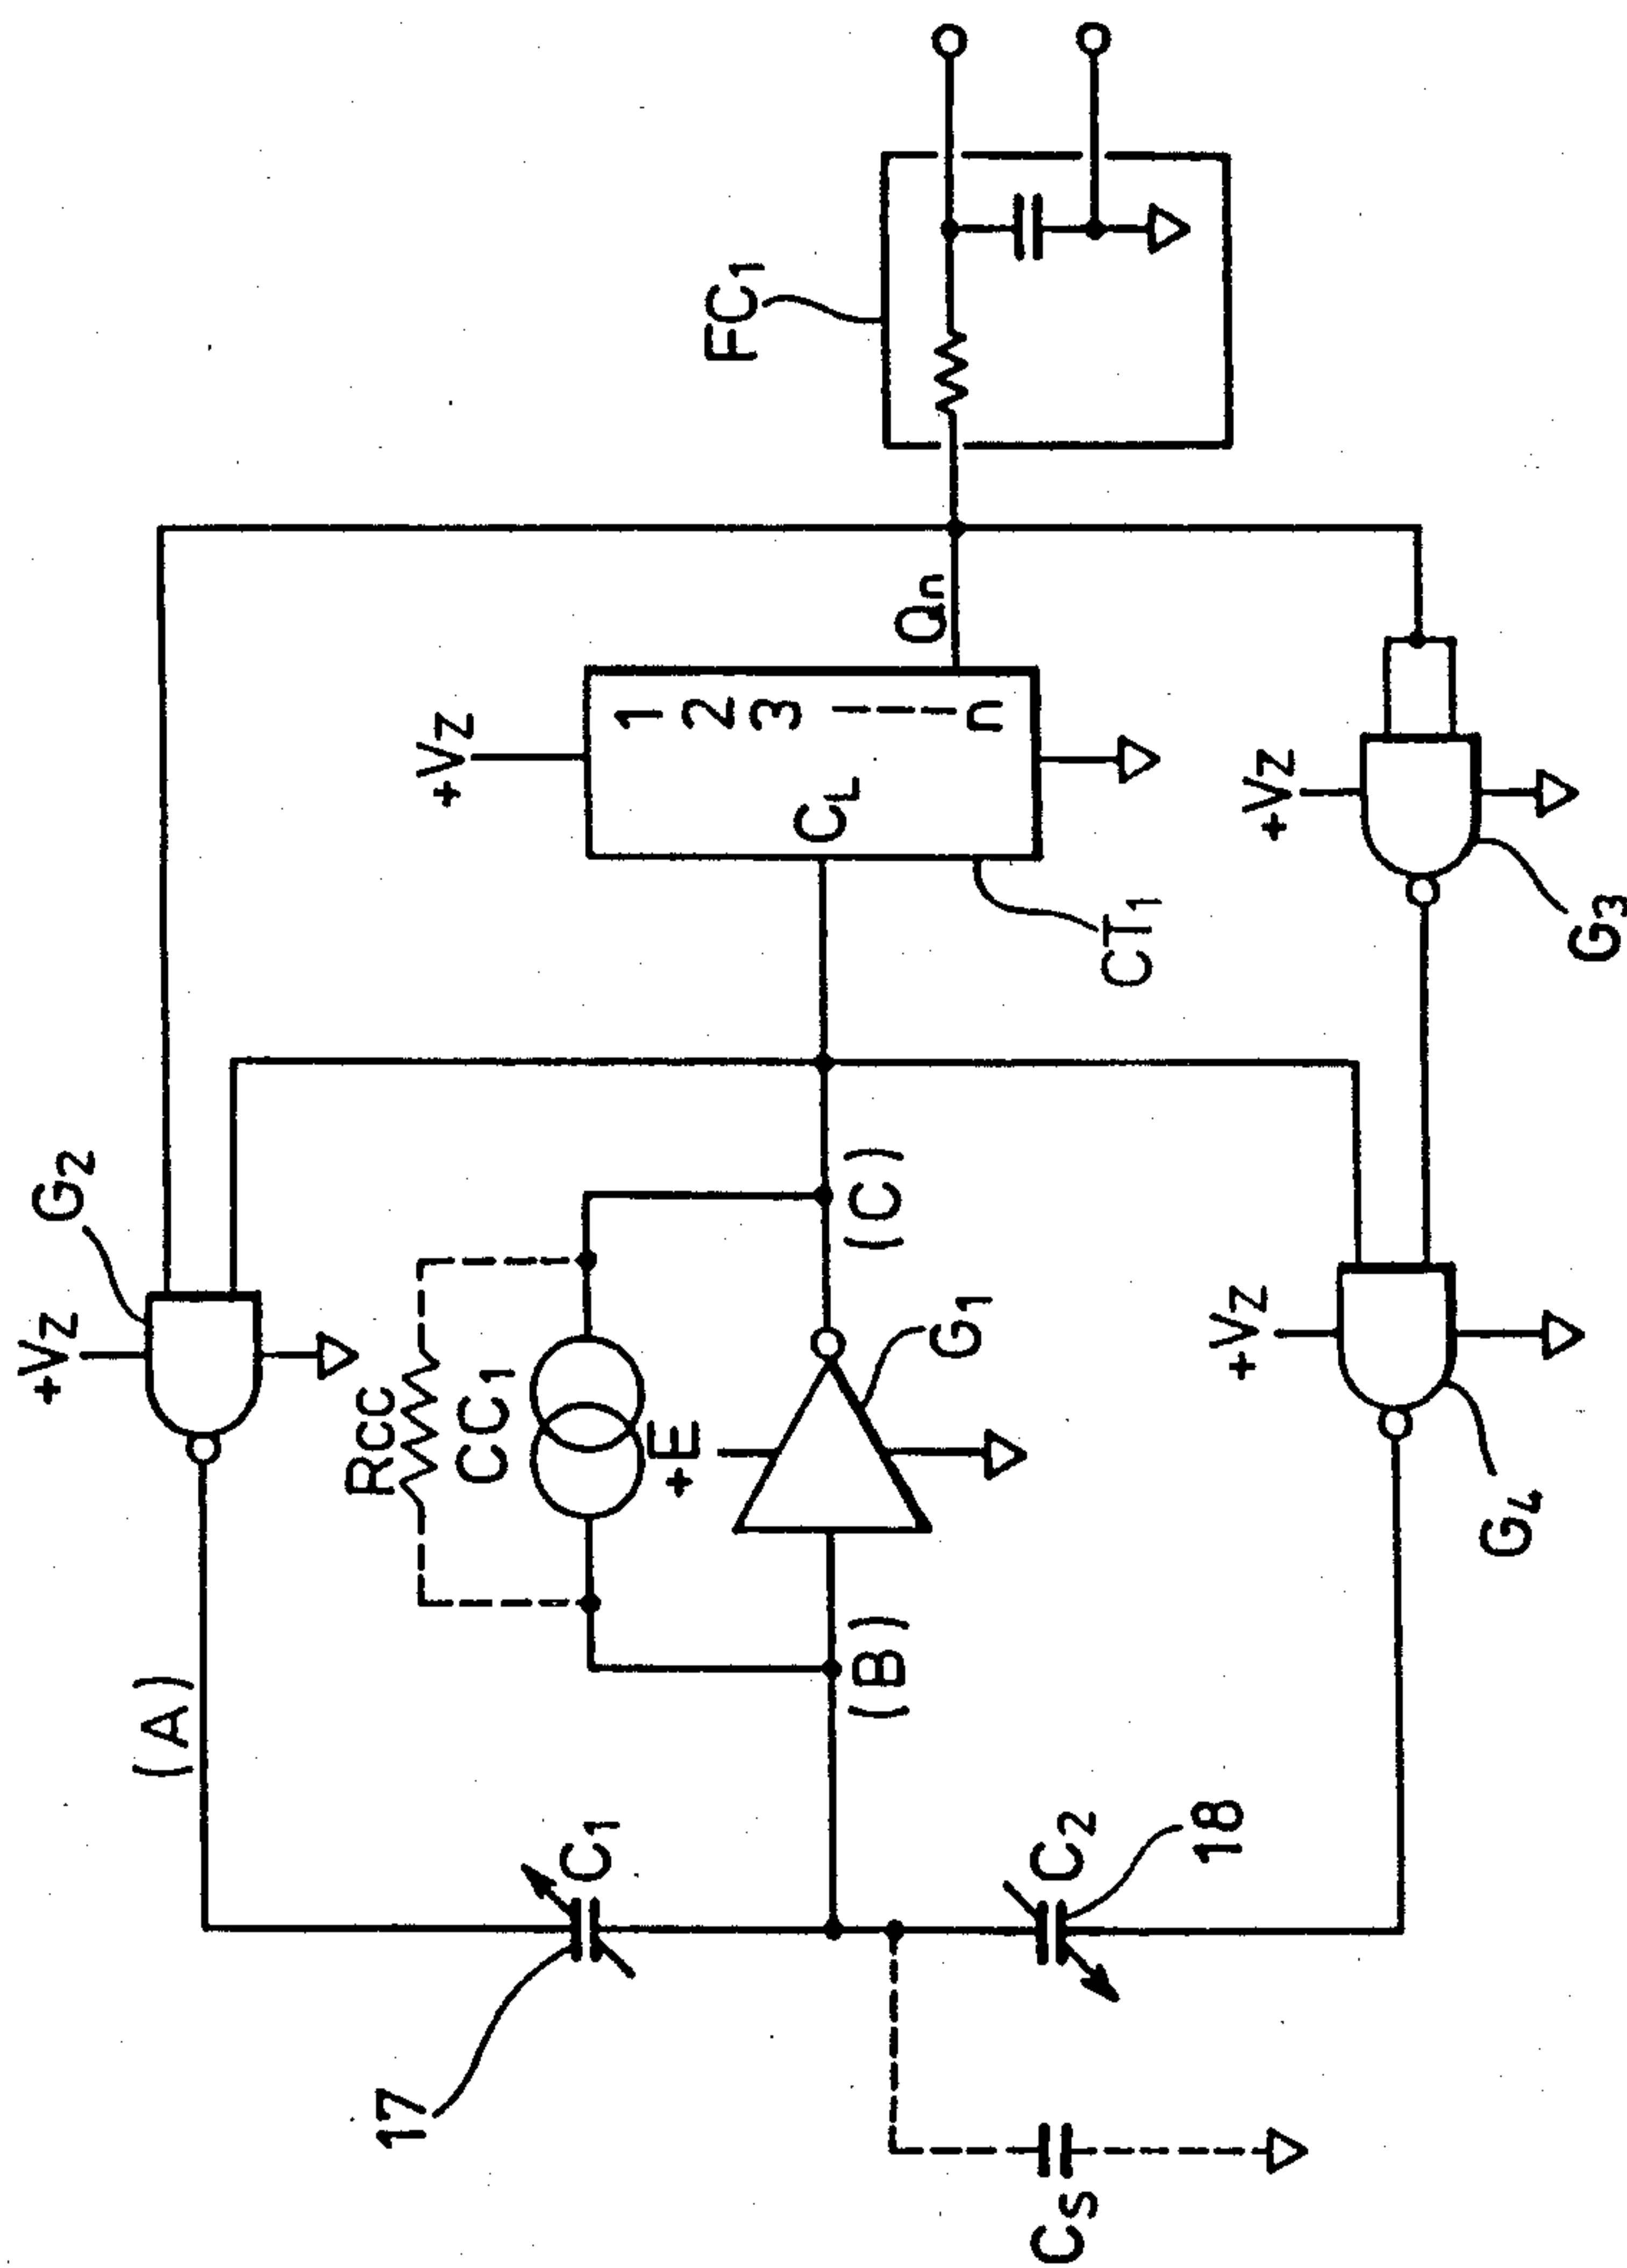 G2
+Vz
(A)
Rcc
CC1
+E
G1
(B)
(C)
17
C1
C2
18
Cs
+Vz
G4
+Vz
CL
1
2
3
n
Qn
CT1
+Vz
G3
FC1